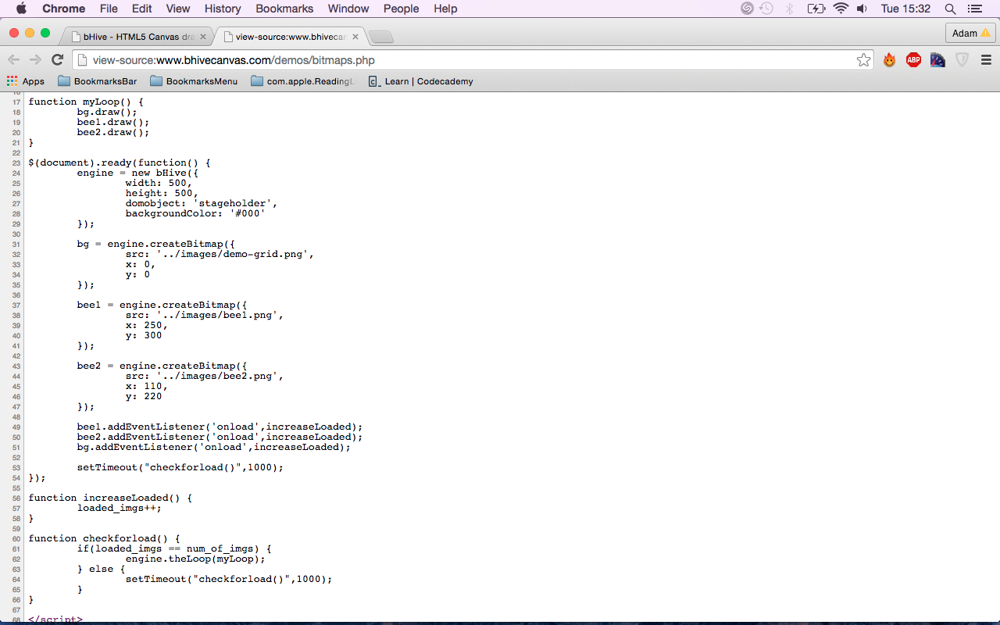 Chrome File Edit View History Bookmarks Window People Help Tue 15:32
bHive - HTML5 Canvas dra view-source:www.bhivecan Adam
view-source:www.bhivecanvas.com/demos/bitmaps.php ABP
Apps BookmarksBar BookmarksMenu com.apple.ReadingL Learn | Codecademy
16
17 function myLoop() {
18 bg.draw();
19 bee1.draw();
20 bee2.draw();
21 }
22
23 $(document).ready(function() {
24 engine = new bHive({
25 width: 500,
26 height: 500,
27 domobject: 'stageholder',
28 backgroundColor: '#000'
29 });
30
31 bg = engine.createBitmap({
32 src: '../images/demo-grid.png',
33 x: 0,
34 y: 0
35 });
36
37 bee1 = engine.createBitmap({
38 src: '../images/bee1.png',
39 x: 250,
40 y: 300
41 });
42
43 bee2 = engine.createBitmap({
44 src: '../images/bee2.png',
45 x: 110,
46 y: 220
47 });
48
49 bee1.addEventListener('onload',increaseLoaded);
50 bee2.addEventListener('onload',increaseLoaded);
51 bg.addEventListener('onload',increaseLoaded);
52
53 setTimeout("checkforload()",1000);
54 });
55
56 function increaseLoaded() {
57 loaded_imgs++;
58 }
59
60 function checkforload() {
61 if(loaded_imgs == num_of_imgs) {
62 engine.theLoop(myLoop);
63 } else {
64 setTimeout("checkforload()",1000);
65 }
66 }
67
68 </script>